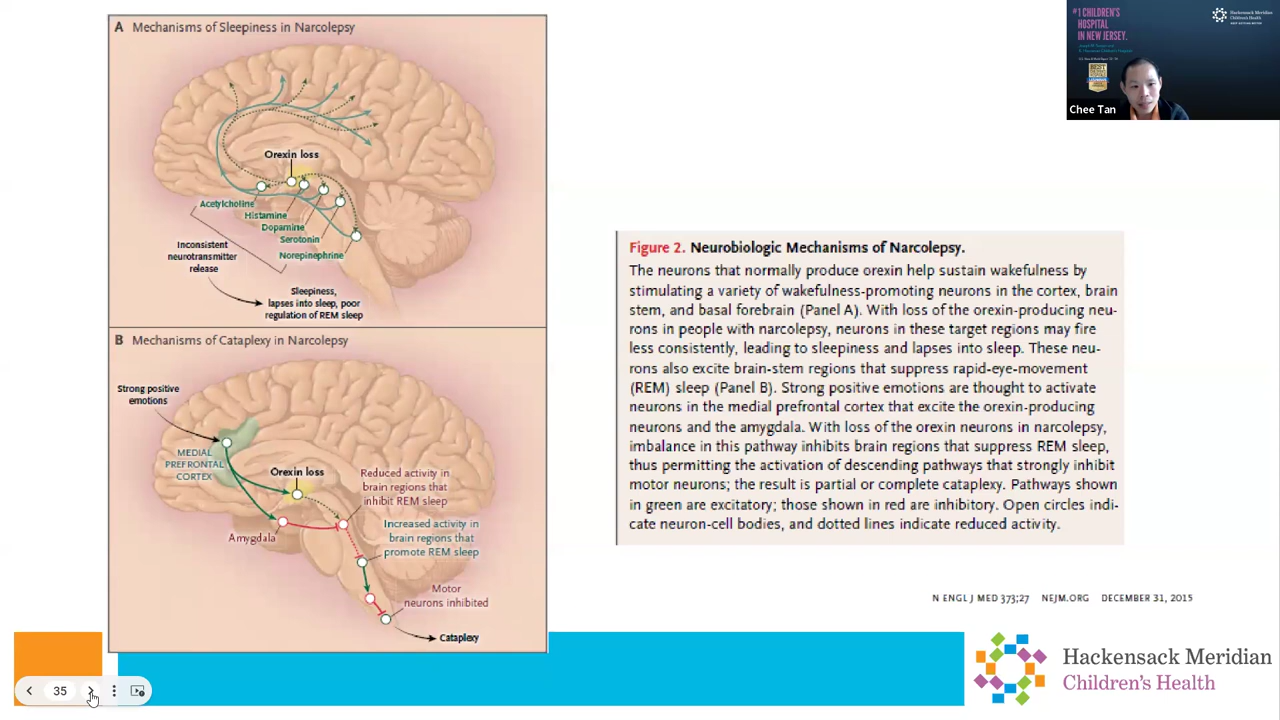 A Mechanisms of Sleepiness in Narcolepsy
Orexin loss
Acetylcholine
Histamine
Dopamine
Serotonin
Norepinephrine
Inconsistent
neurotransmitter
release
Sleepiness,
lapses into sleep, poor
regulation of REM sleep
B Mechanisms of Cataplexy in Narcolepsy
Strong positive
emotions
MEDIAL
PREFRONTAL
CORTEX
Orexin loss
Reduced activity in
brain regions that
inhibit REM sleep
Amygdala
Increased activity in
brain regions that
promote REM sleep
Motor
neurons inhibited
Cataplexy
Figure 2. Neurobiologic Mechanisms of Narcolepsy.
The neurons that normally produce orexin help sustain wakefulness by
stimulating a variety of wakefulness-promoting neurons in the cortex, brain
stem, and basal forebrain (Panel A). With loss of the orexin-producing neu-
rons in people with narcolepsy, neurons in these target regions may fire
less consistently, leading to sleepiness and lapses into sleep. These neu-
rons also excite brain-stem regions that suppress rapid-eye-movement
(REM) sleep (Panel B). Strong positive emotions are thought to activate
neurons in the medial prefrontal cortex that excite the orexin-producing
neurons and the amygdala. With loss of the orexin neurons in narcolepsy,
imbalance in this pathway inhibits brain regions that suppress REM sleep,
thus permitting the activation of descending pathways that strongly inhibit
motor neurons; the result is partial or complete cataplexy. Pathways shown
in green are excitatory; those shown in red are inhibitory. Open circles indi-
cate neuron-cell bodies, and dotted lines indicate reduced activity.
N ENGL J MED 373;27 NEJM.ORG DECEMBER 31, 2015
#1 CHILDREN'S
HOSPITAL
IN NEW JERSEY.
Hackensack Meridian
Children's Health
Chee Tan
Hackensack Meridian
Children's Health
35